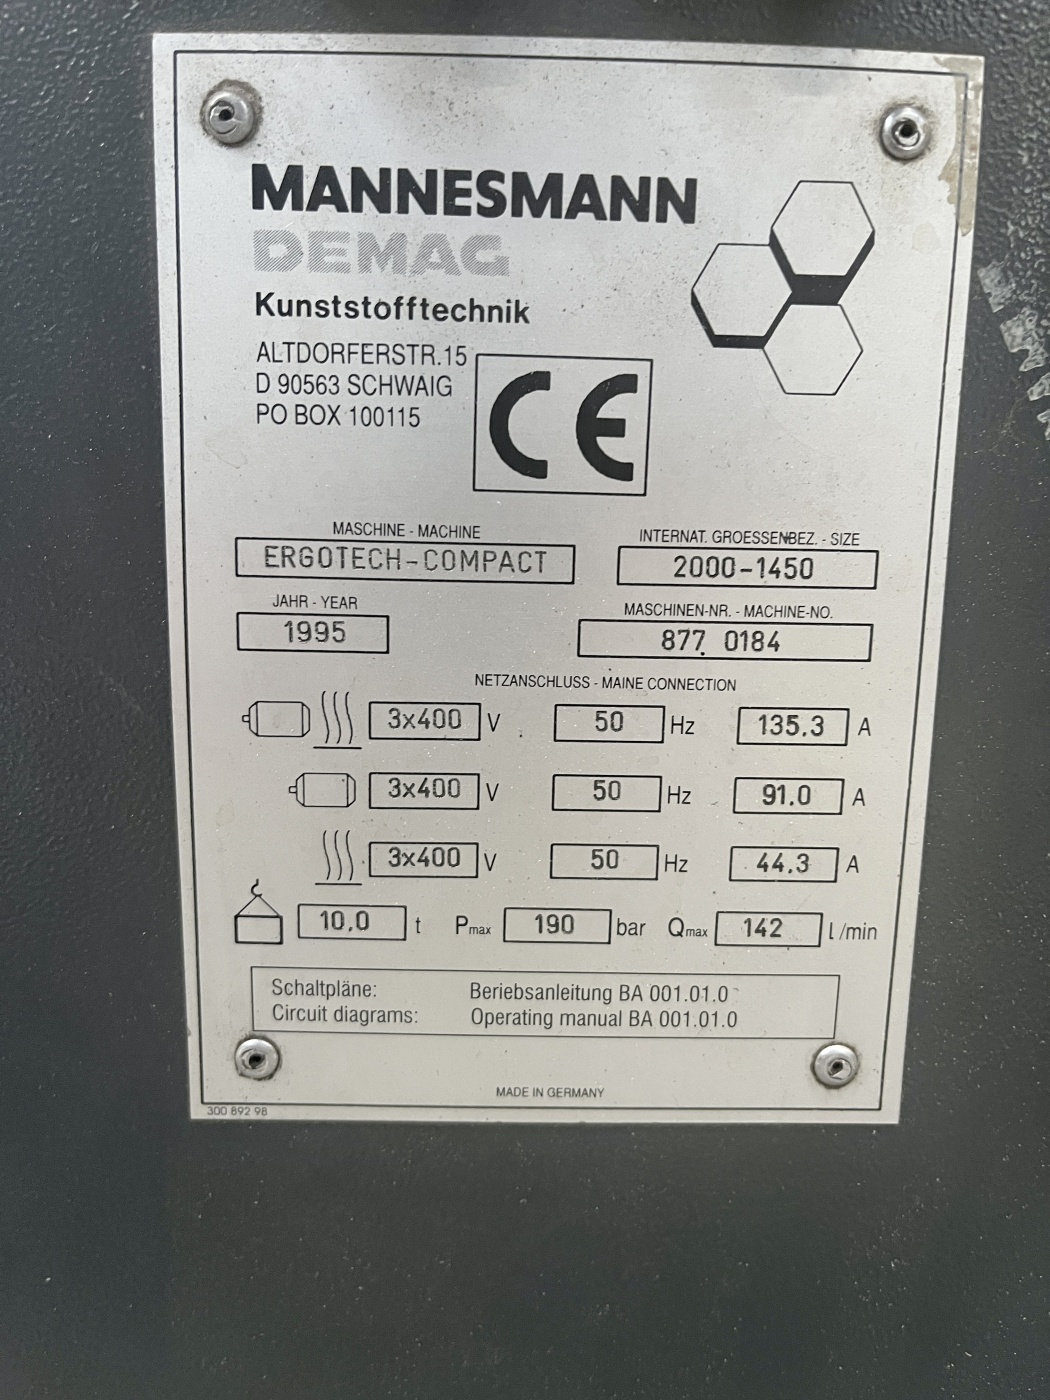 MANNESMANN
DEMAG
Kunststofftechnik
ALTDORFERSTR.15
D 90563 SCHWAIG
PO BOX 100115
CE
MASCHINE - MACHINE
ERGOTECH-COMPACT
INTERNAT. GROESSENBEZ. - SIZE
2000-1450
JAHR - YEAR
1995
MASCHINEN-NR. - MACHINE-NO.
877 0184
NETZANSCHLUSS - MAINE CONNECTION
3x400 V 50 Hz 135.3 A
3x400 V 50 Hz 91.0 A
3x400 V 50 Hz 44.3 A
10.0 t Pmax 190 bar Qmax 142 l/min
Schaltpläne: Beriebsanleitung BA 001.01.0
Circuit diagrams: Operating manual BA 001.01.0
MADE IN GERMANY
300 892 98